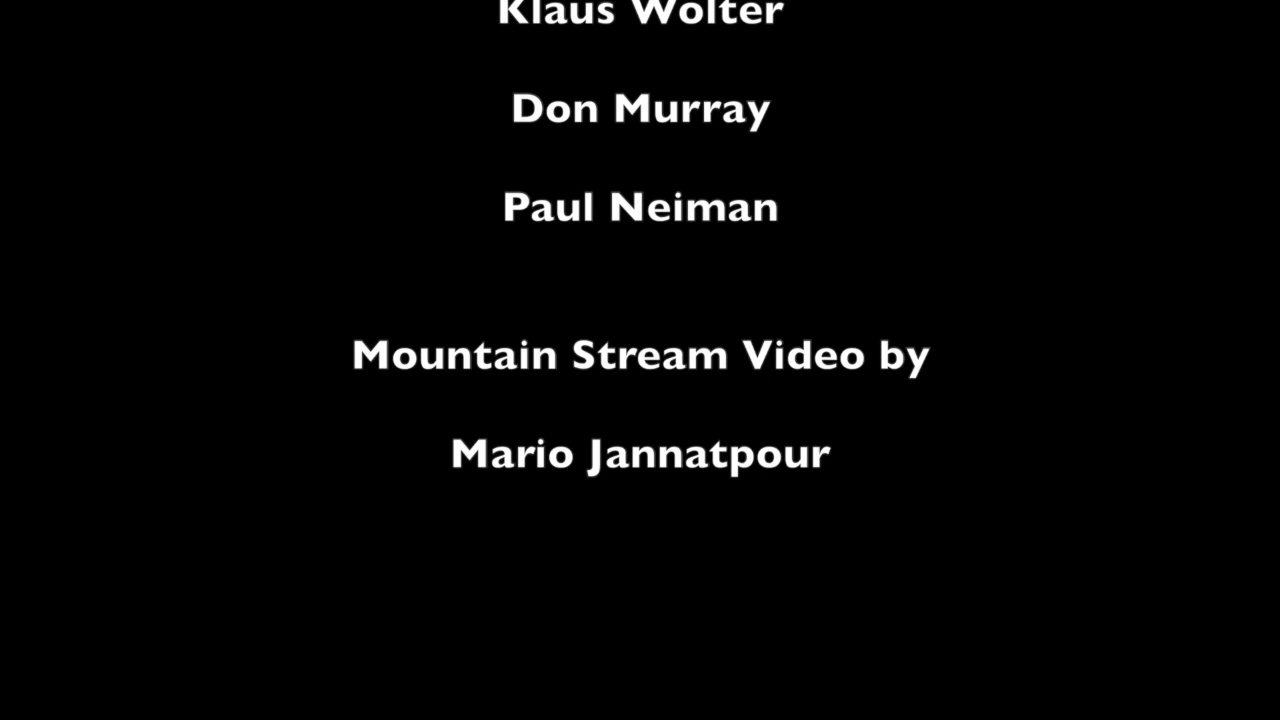 Klaus Wolter
Don Murray
Paul Neiman
Mountain Stream Video by
Mario Jannatpour